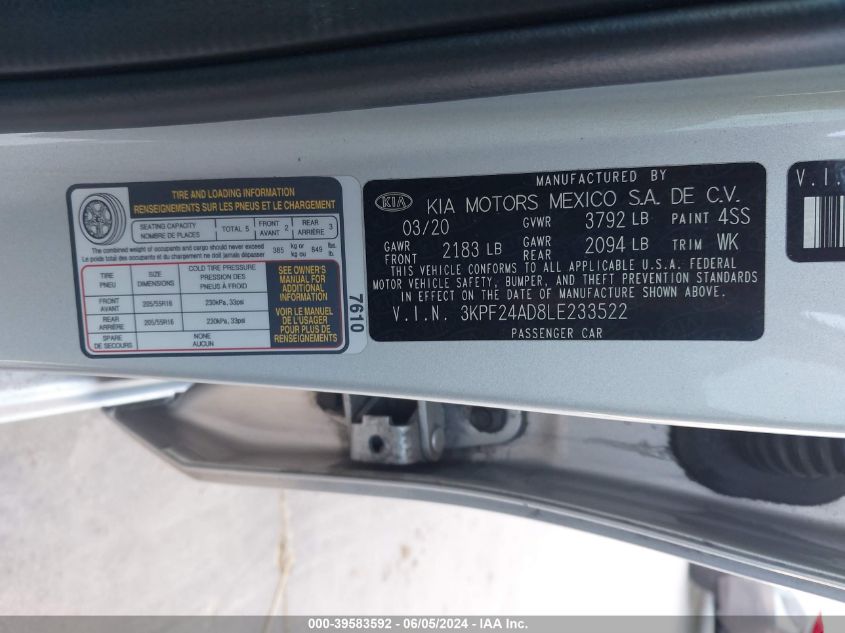 TIRE AND LOADING INFORMATION
RENSEIGNEMENTS SUR LES PNEUS ET LE CHARGEMENT
SEATING CAPACITY
NOMBRE DE PLACES
TOTAL 5
FRONT
AVANT 2
REAR
ARRIÈRE 3
The combined weight of occupants and cargo should never exceed
Le poids total des occupants et du chargement ne doit jamais dépasser
385 kg or
kg ou
849 lbs.
lb.
TIRE
PNEU
SIZE
DIMENSIONS
COLD TIRE PRESSURE
PRESSION DES
PNEUS À FROID
FRONT
AVANT
205/55R16
230kPa, 33psi
REAR
ARRIÈRE
205/55R16
230kPa, 33psi
SPARE
DE SECOURS
NONE
AUCUN
SEE OWNER'S
MANUAL FOR
ADDITIONAL
INFORMATION
VOIR LE MANUEL
DE L'USAGER
POUR PLUS DE
RENSEIGNEMENTS
7610
MANUFACTURED BY
KIA KIA MOTORS MEXICO S.A. DE C.V.
03/20 GVWR 3792 LB PAINT 4SS
GAWR
FRONT 2183 LB
GAWR
REAR 2094 LB TRIM WK
THIS VEHICLE CONFORMS TO ALL APPLICABLE U.S.A. FEDERAL
MOTOR VEHICLE SAFETY, BUMPER, AND THEFT PREVENTION STANDARDS
IN EFFECT ON THE DATE OF MANUFACTURE SHOWN ABOVE.
V.I.N. 3KPF24AD8LE233522
PASSENGER CAR
V.I.
000-39583592 - 06/05/2024 - IAA Inc.